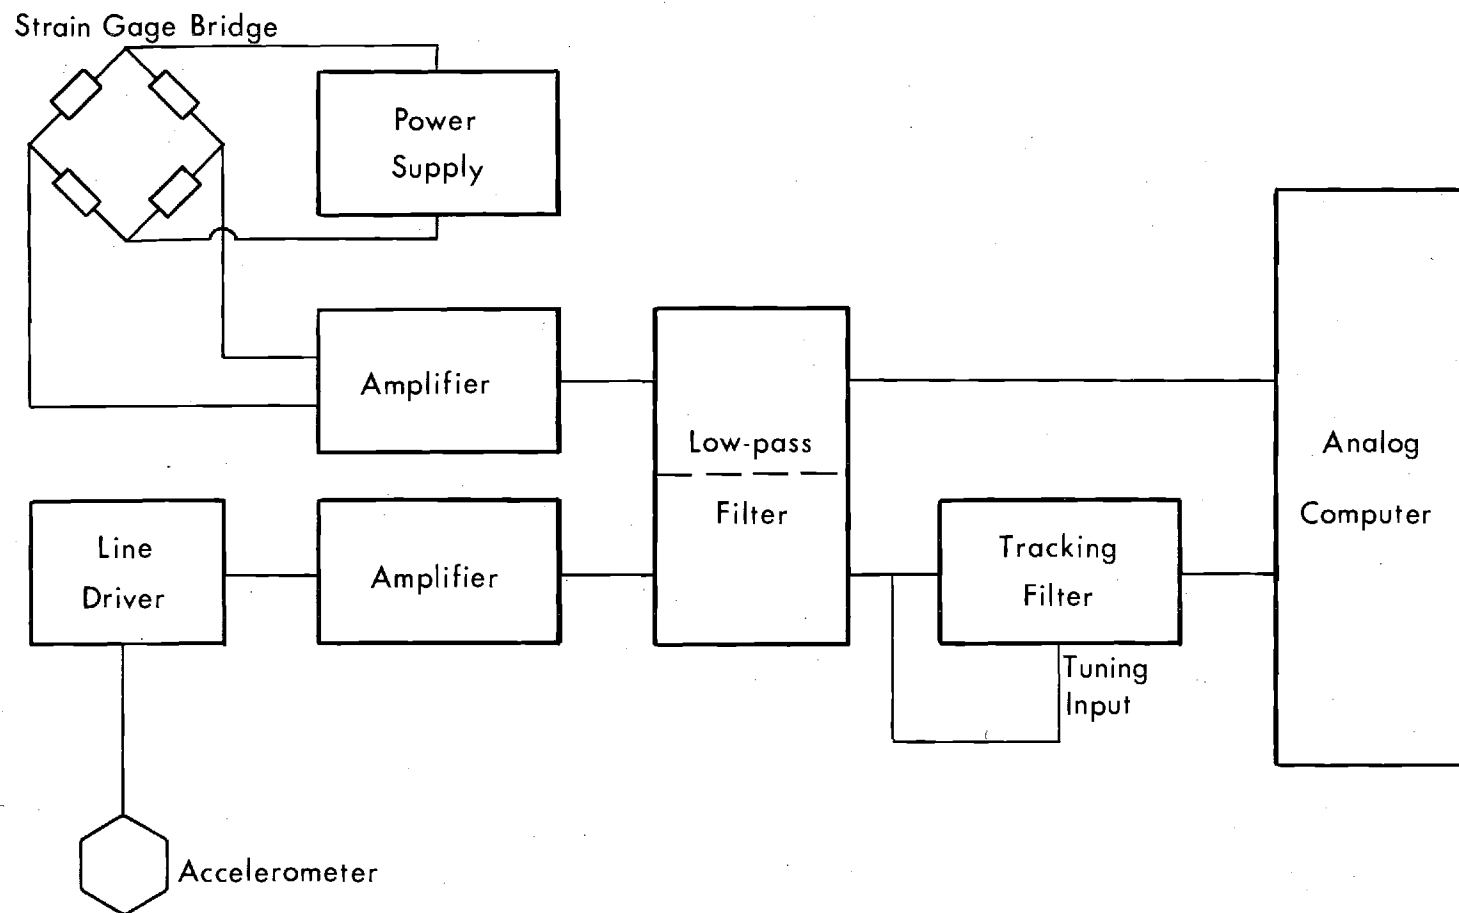 Strain Gage Bridge
Power
Supply
Amplifier
Low-pass
Filter
Analog
Computer
Line
Driver
Amplifier
Tracking
Filter
Tuning
Input
Accelerometer